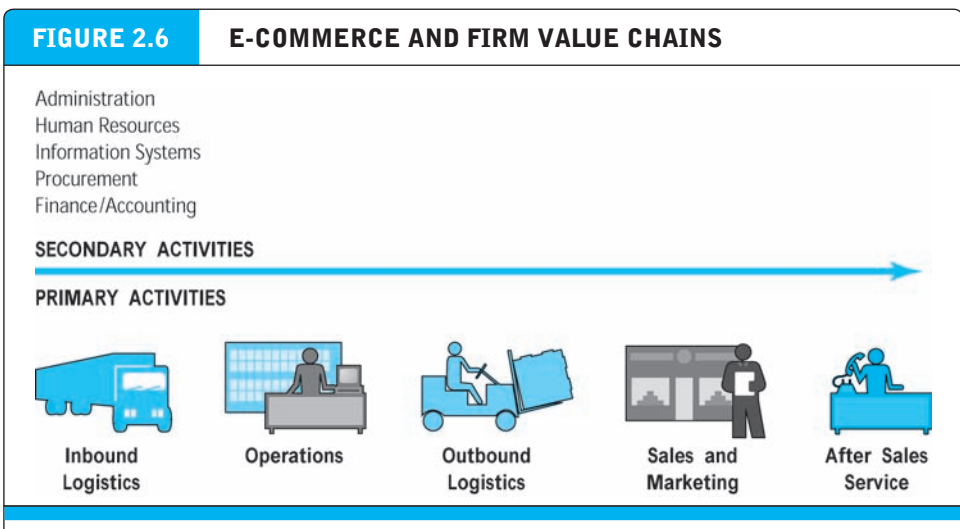 FIGURE 2.6
E-COMMERCE AND FIRM VALUE CHAINS
Administration
Human Resources
Information Systems
Procurement
Finance/Accounting
SECONDARY ACTIVITIES
PRIMARY ACTIVITIES
Inbound
Logistics
Operations
Outbound
Logistics
Sales and
Marketing
After Sales
Service